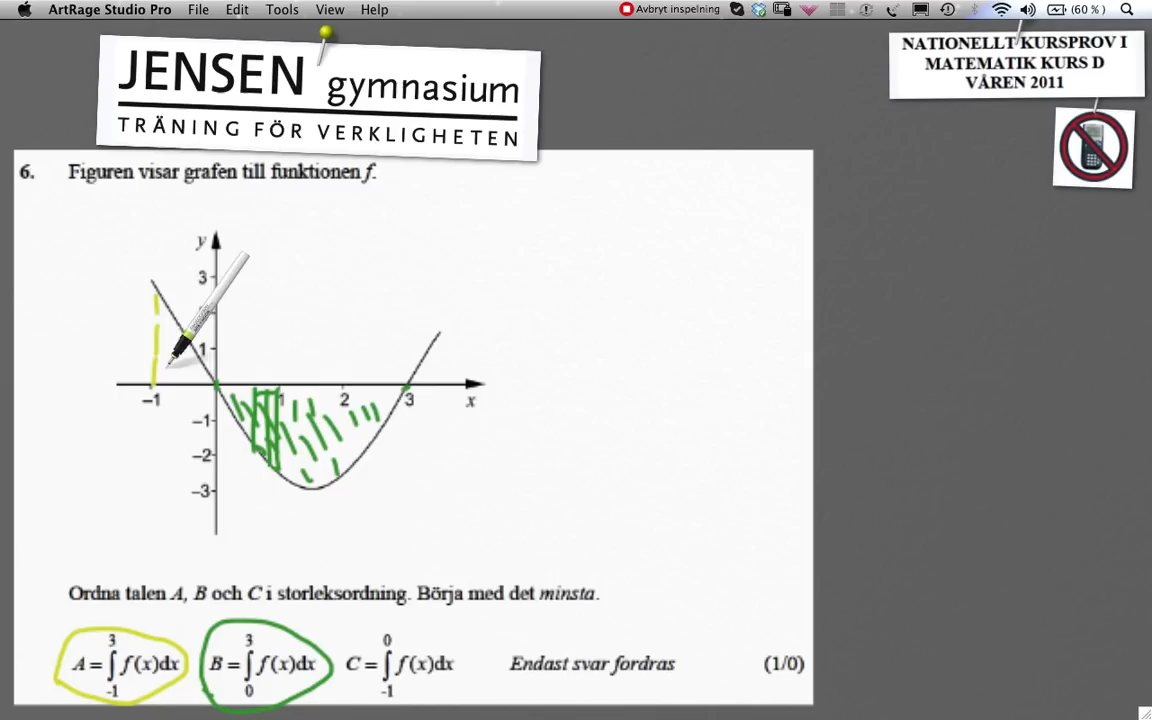 ArtRage Studio Pro File Edit Tools View Help Avbryt inspelning (60 %)
JENSEN gymnasium
TRÄNING FÖR VERKLIGHETEN
NATIONELLT KURSPROV I
MATEMATIK KURS D
VÅREN 2011
6. Figuren visar grafen till funktionen f.
y
3
1
-1 1 2 3 x
-1
-2
-3
Ordna talen A, B och C i storleksordning. Börja med det minsta.
A = ∫₋₁³ f(x)dx B = ∫₀³ f(x)dx C = ∫₋₁⁰ f(x)dx Endast svar fordras (1/0)